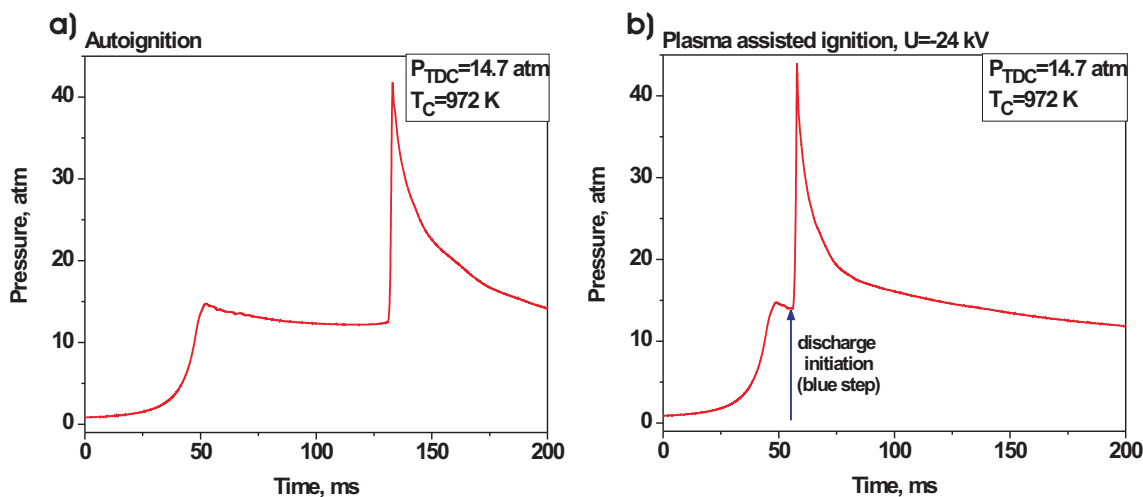 a)
Autoignition
P_TDC=14.7 atm
T_C=972 K
Pressure, atm
40
30
20
10
0
0 50 100 150 200
Time, ms
b)
Plasma assisted ignition, U=-24 kV
P_TDC=14.7 atm
T_C=972 K
Pressure, atm
40
30
20
10
0
discharge
initiation
(blue step)
0 50 100 150 200
Time, ms